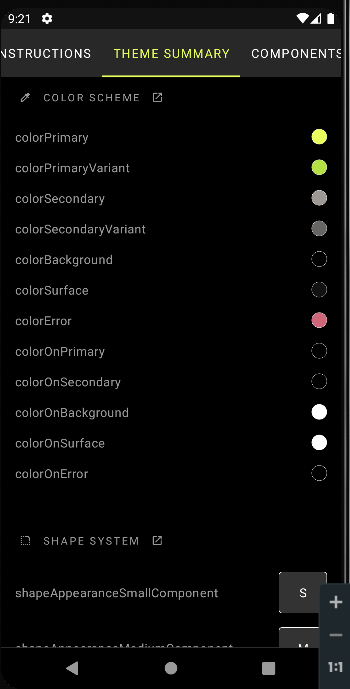 9:21
NSTRUCTIONS THEME SUMMARY COMPONENTS
COLOR SCHEME
colorPrimary
colorPrimaryVariant
colorSecondary
colorSecondaryVariant
colorBackground
colorSurface
colorError
colorOnPrimary
colorOnSecondary
colorOnBackground
colorOnSurface
colorOnError
SHAPE SYSTEM
shapeAppearanceSmallComponent S
shapeAppearanceMediumComponent M
1:1